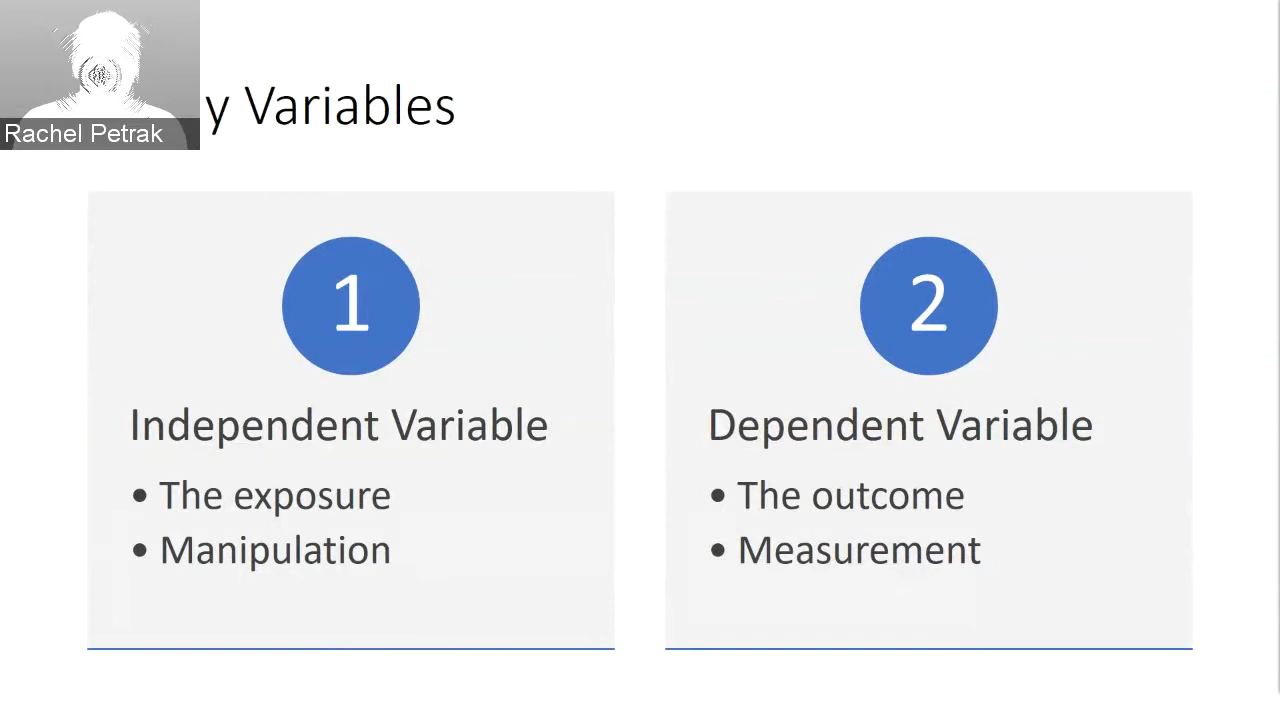 Rachel Petrak
y Variables
1
Independent Variable
• The exposure
• Manipulation
2
Dependent Variable
• The outcome
• Measurement